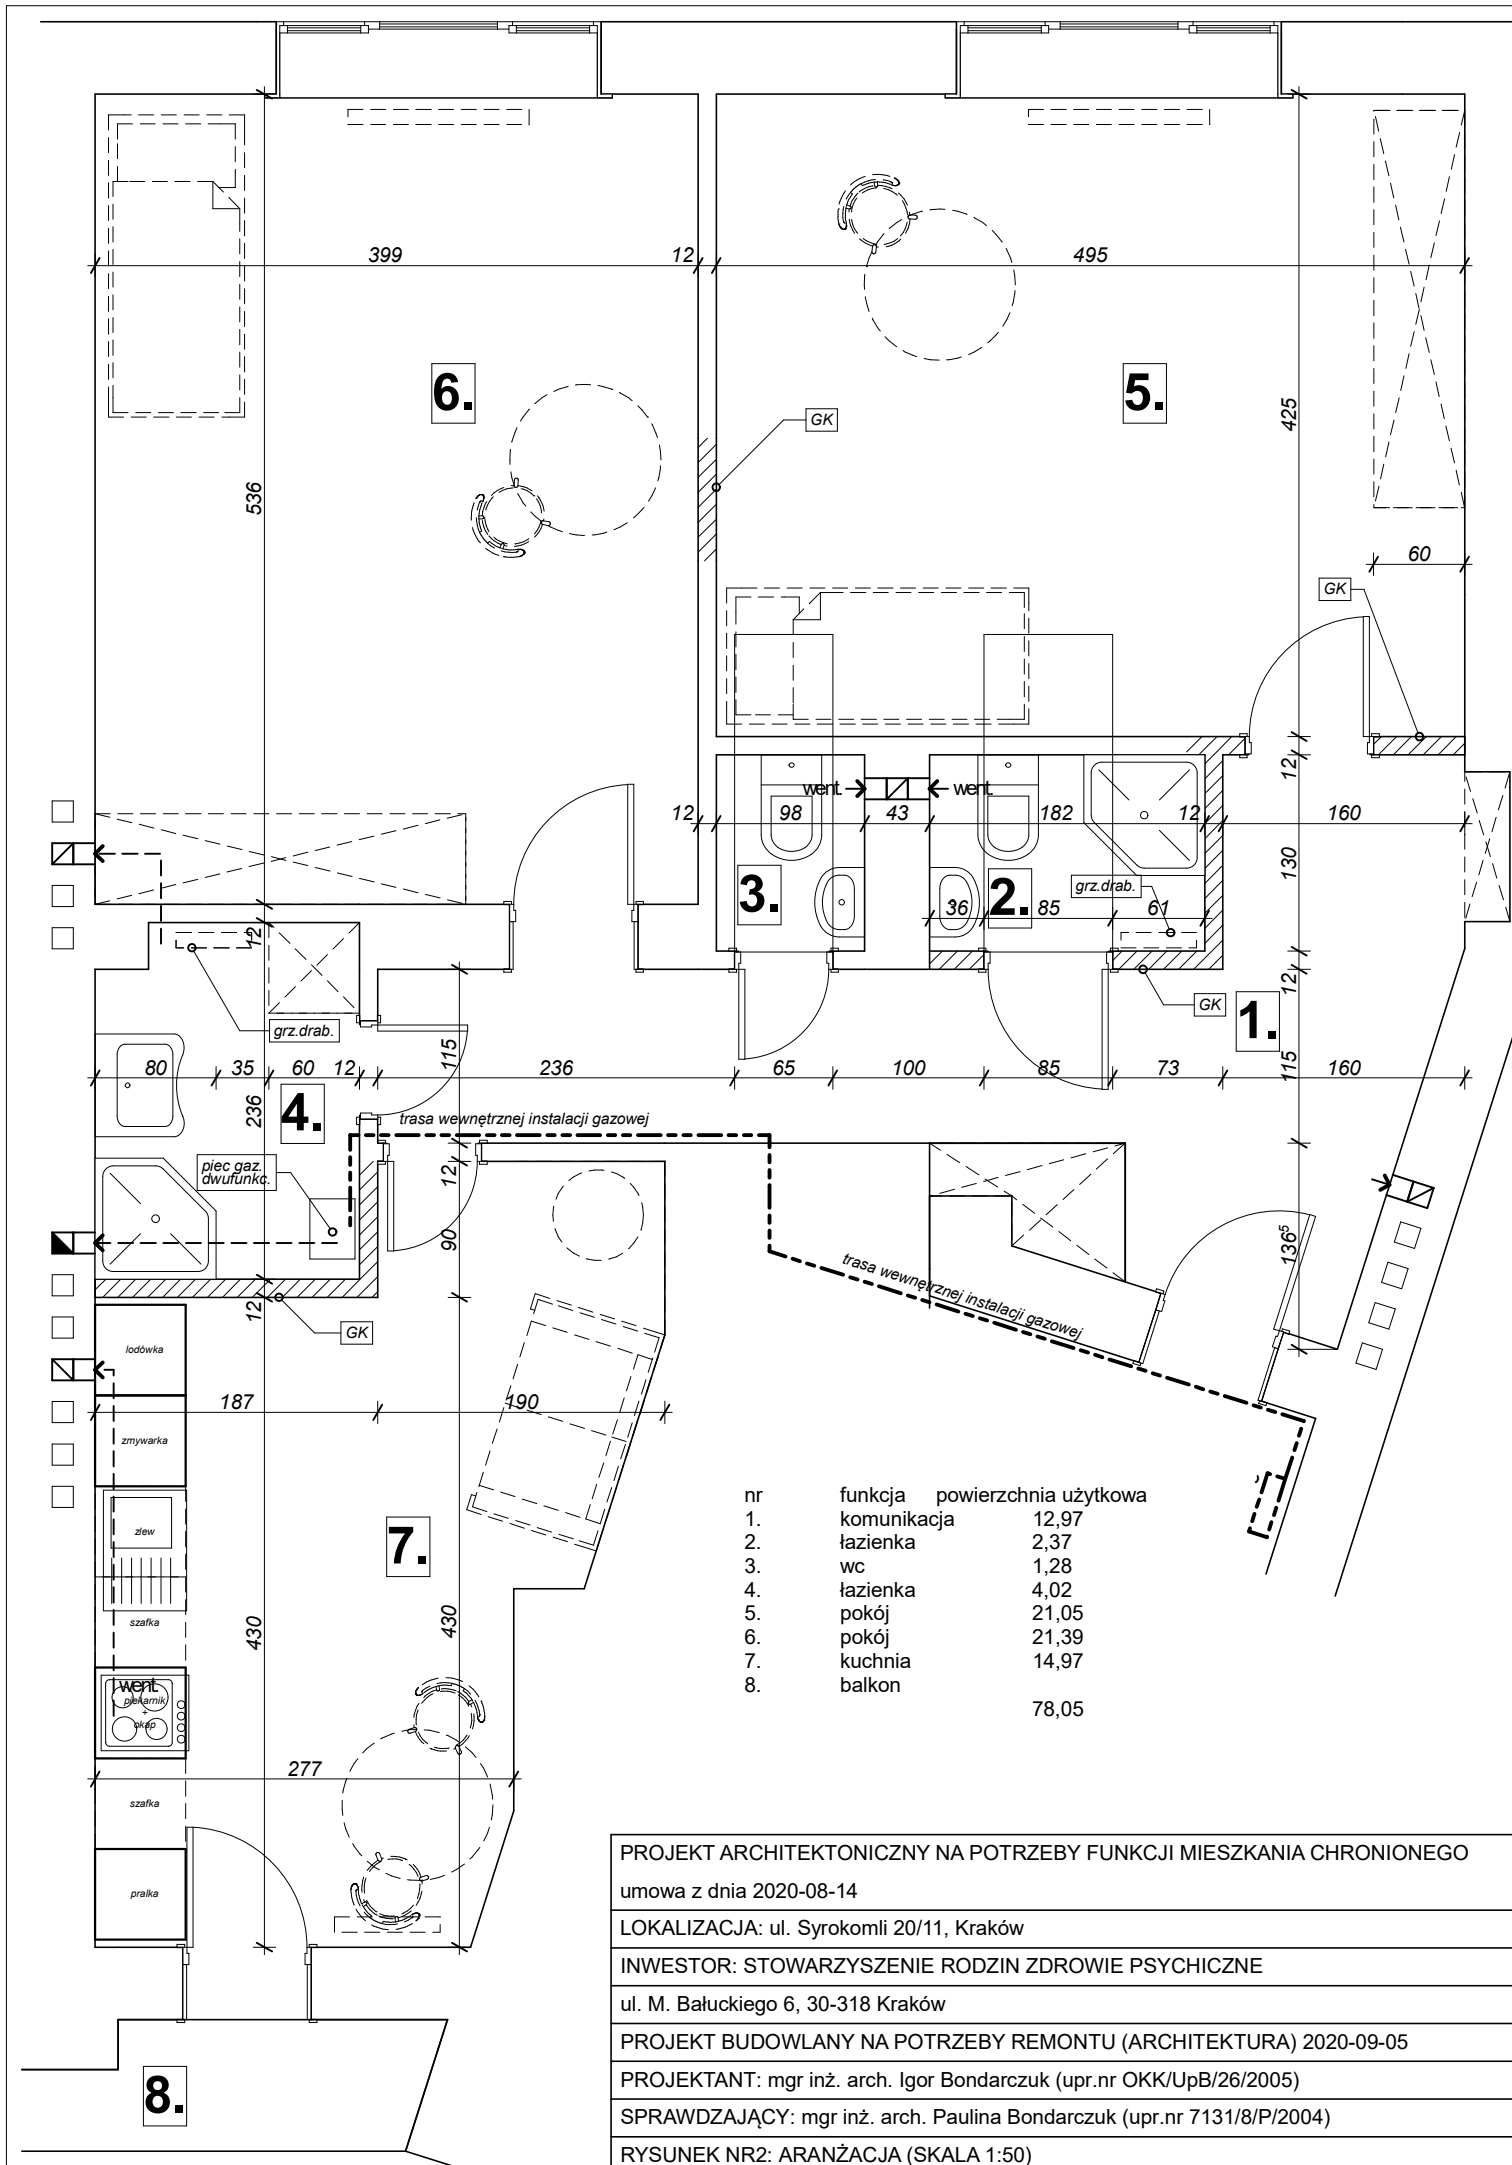 399
12
495
6.
5.
GK
425
536
60
GK
12
went.
went.
12
98
43
182
12
160
130
3.
2.
grz.drab.
36
85
61
12
12
GK
1.
grz.drab.
115
115
80
35
60
12
236
65
100
85
73
160
236
4.
trasa wewnętrznej instalacji gazowej
piec gaz.
dwufunkc.
12
90
136⁵
trasa wewnętrznej instalacji gazowej
12
GK
lodówka
187
190
zmywarka
zlew
7.
szafka
430
430
went.
piekarnik
+
okap
277
szafka
pralka
8.
nr funkcja powierzchnia użytkowa
1. komunikacja 12,97
2. łazienka 2,37
3. wc 1,28
4. łazienka 4,02
5. pokój 21,05
6. pokój 21,39
7. kuchnia 14,97
8. balkon
78,05
PROJEKT ARCHITEKTONICZNY NA POTRZEBY FUNKCJI MIESZKANIA CHRONIONEGO
umowa z dnia 2020-08-14
LOKALIZACJA: ul. Syrokomli 20/11, Kraków
INWESTOR: STOWARZYSZENIE RODZIN ZDROWIE PSYCHICZNE
ul. M. Bałuckiego 6, 30-318 Kraków
PROJEKT BUDOWLANY NA POTRZEBY REMONTU (ARCHITEKTURA) 2020-09-05
PROJEKTANT: mgr inż. arch. Igor Bondarczuk (upr.nr OKK/UpB/26/2005)
SPRAWDZAJĄCY: mgr inż. arch. Paulina Bondarczuk (upr.nr 7131/8/P/2004)
RYSUNEK NR2: ARANŻACJA (SKALA 1:50)